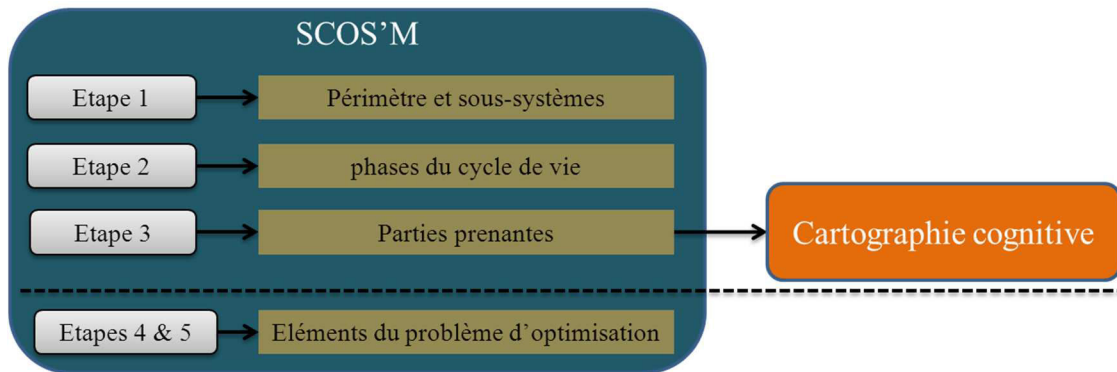 SCOS’M
Etape 1
Périmètre et sous-systèmes
Etape 2
phases du cycle de vie
Etape 3
Parties prenantes
Cartographie cognitive
Etapes 4 & 5
Eléments du problème d’optimisation